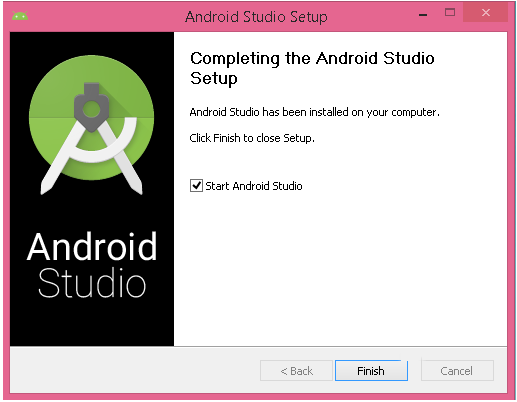 Android Studio Setup
Completing the Android Studio
Setup
Android Studio has been installed on your computer.
Click Finish to close Setup.
Start Android Studio
Android
Studio
< Back
Finish
Cancel